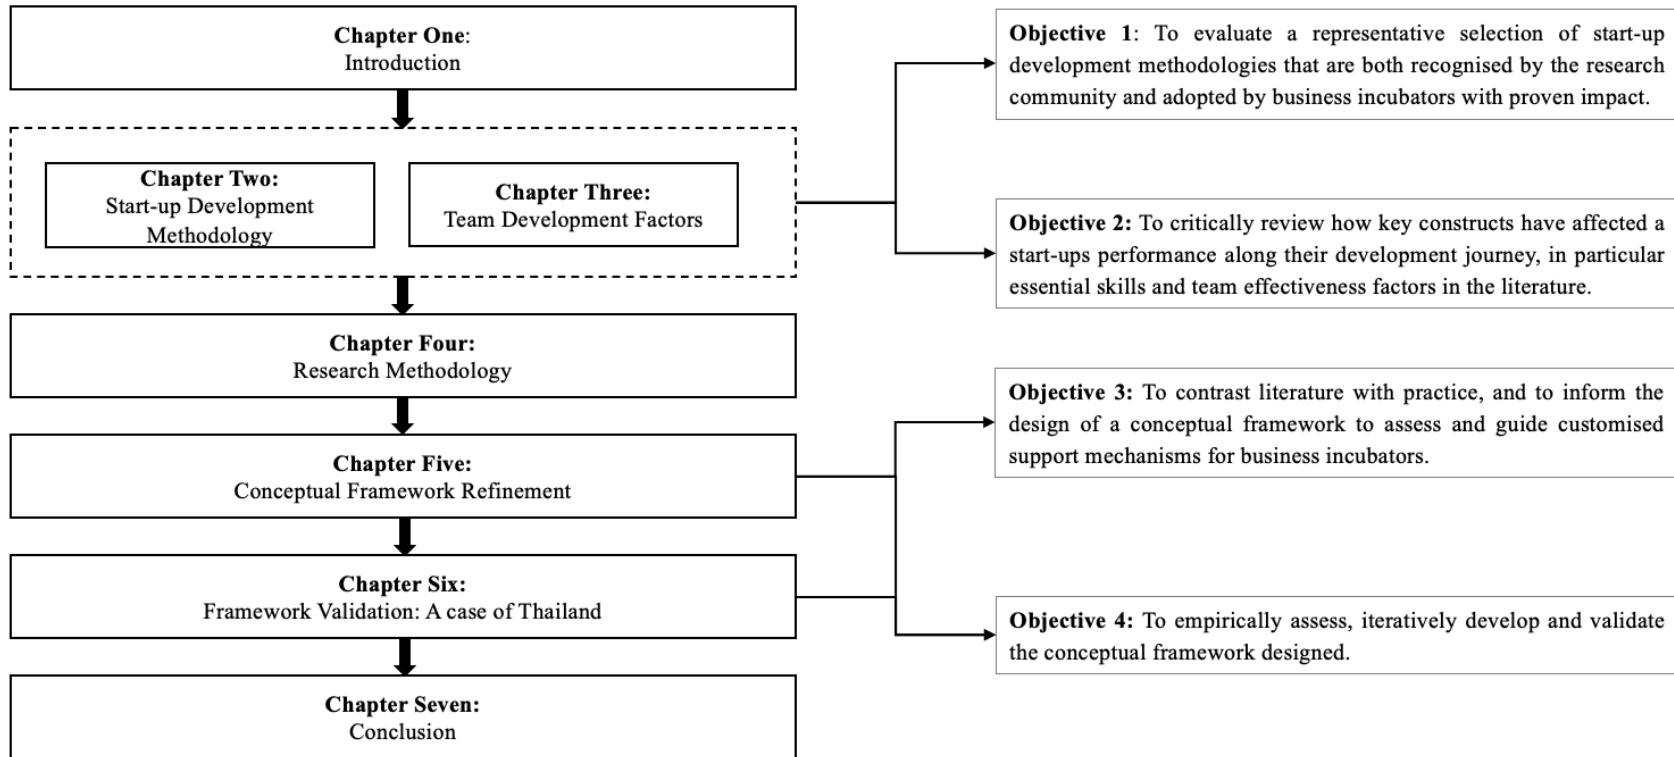 Chapter One:
Introduction
Chapter Two:
Start-up Development
Methodology
Chapter Three:
Team Development Factors
Chapter Four:
Research Methodology
Chapter Five:
Conceptual Framework Refinement
Chapter Six:
Framework Validation: A case of Thailand
Chapter Seven:
Conclusion
Objective 1: To evaluate a representative selection of start-up
development methodologies that are both recognised by the research
community and adopted by business incubators with proven impact.
Objective 2: To critically review how key constructs have affected a
start-ups performance along their development journey, in particular
essential skills and team effectiveness factors in the literature.
Objective 3: To contrast literature with practice, and to inform the
design of a conceptual framework to assess and guide customised
support mechanisms for business incubators.
Objective 4: To empirically assess, iteratively develop and validate
the conceptual framework designed.